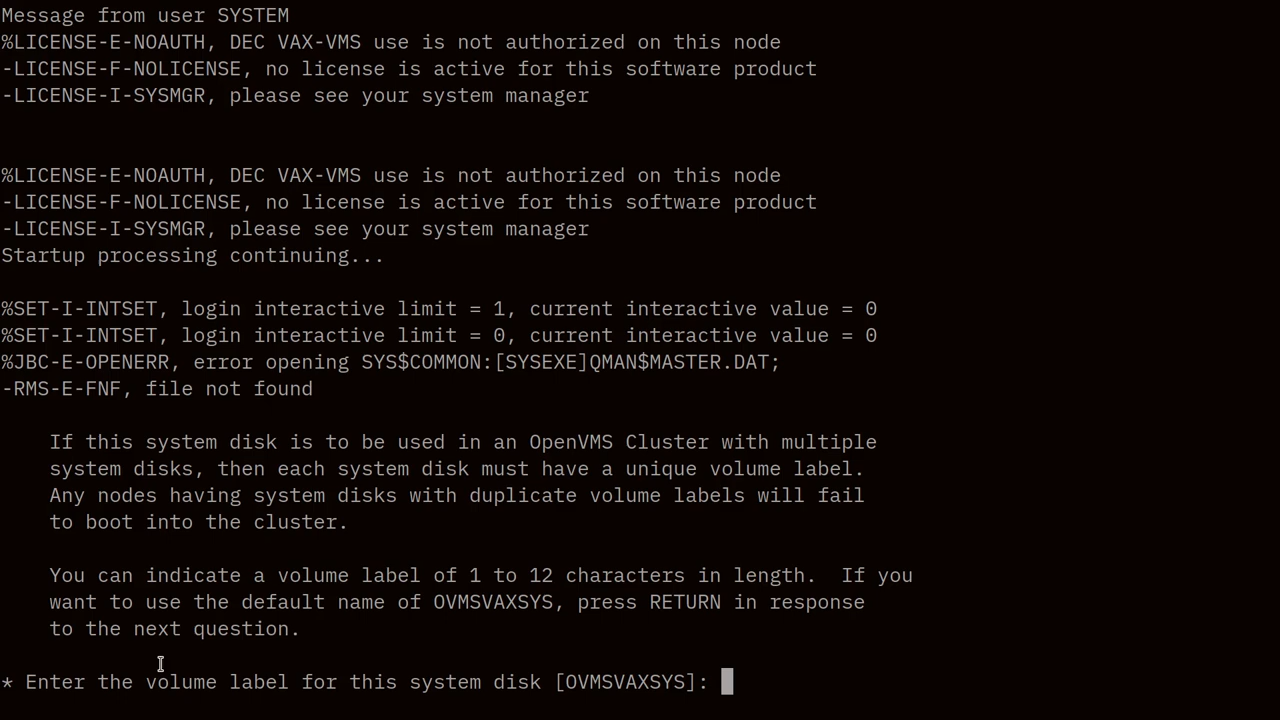 Message from user SYSTEM
%LICENSE-E-NOAUTH, DEC VAX-VMS use is not authorized on this node
-LICENSE-F-NOLICENSE, no license is active for this software product
-LICENSE-I-SYSMGR, please see your system manager
%LICENSE-E-NOAUTH, DEC VAX-VMS use is not authorized on this node
-LICENSE-F-NOLICENSE, no license is active for this software product
-LICENSE-I-SYSMGR, please see your system manager
Startup processing continuing...
%SET-I-INTSET, login interactive limit = 1, current interactive value = 0
%SET-I-INTSET, login interactive limit = 0, current interactive value = 0
%JBC-E-OPENERR, error opening SYS$COMMON:[SYSEXE]QMAN$MASTER.DAT;
-RMS-E-FNF, file not found
If this system disk is to be used in an OpenVMS Cluster with multiple
system disks, then each system disk must have a unique volume label.
Any nodes having system disks with duplicate volume labels will fail
to boot into the cluster.
You can indicate a volume label of 1 to 12 characters in length.  If you
want to use the default name of OVMSVAXSYS, press RETURN in response
to the next question.
* Enter the volume label for this system disk [OVMSVAXSYS]: